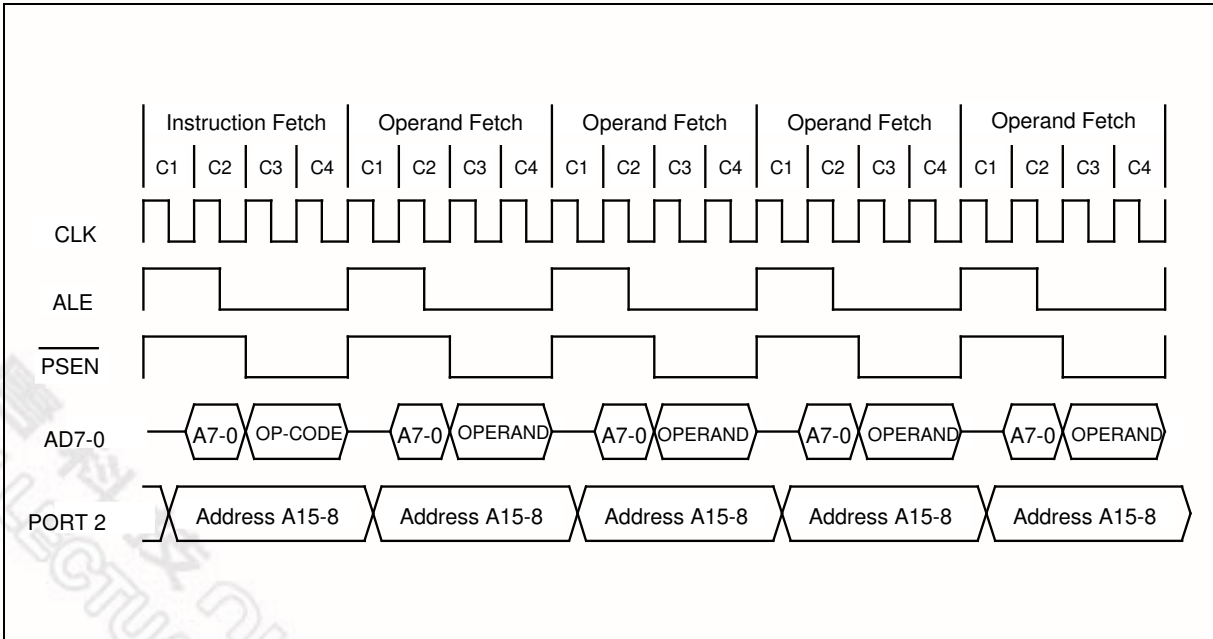 Instruction Fetch Operand Fetch Operand Fetch Operand Fetch Operand Fetch
C1 C2 C3 C4 C1 C2 C3 C4 C1 C2 C3 C4 C1 C2 C3 C4 C1 C2 C3 C4
CLK
ALE
PSEN
AD7-0 A7-0 OP-CODE A7-0 OPERAND A7-0 OPERAND A7-0 OPERAND A7-0 OPERAND
PORT 2 Address A15-8 Address A15-8 Address A15-8 Address A15-8 Address A15-8